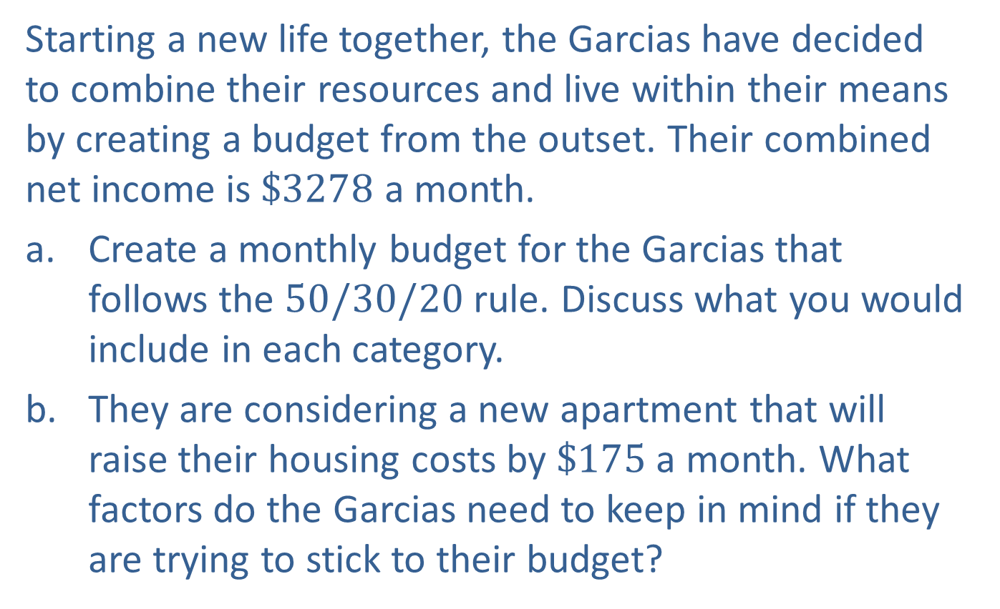 Starting a new life together, the Garcias have decided
to combine their resources and live within their means
by creating a budget from the outset. Their combined
net income is $3278 a month.
a. Create a monthly budget for the Garcias that
follows the 50/30/20 rule. Discuss what you would
include in each category.
b. They are considering a new apartment that will
raise their housing costs by $175 a month. What
factors do the Garcias need to keep in mind if they
are trying to stick to their budget?